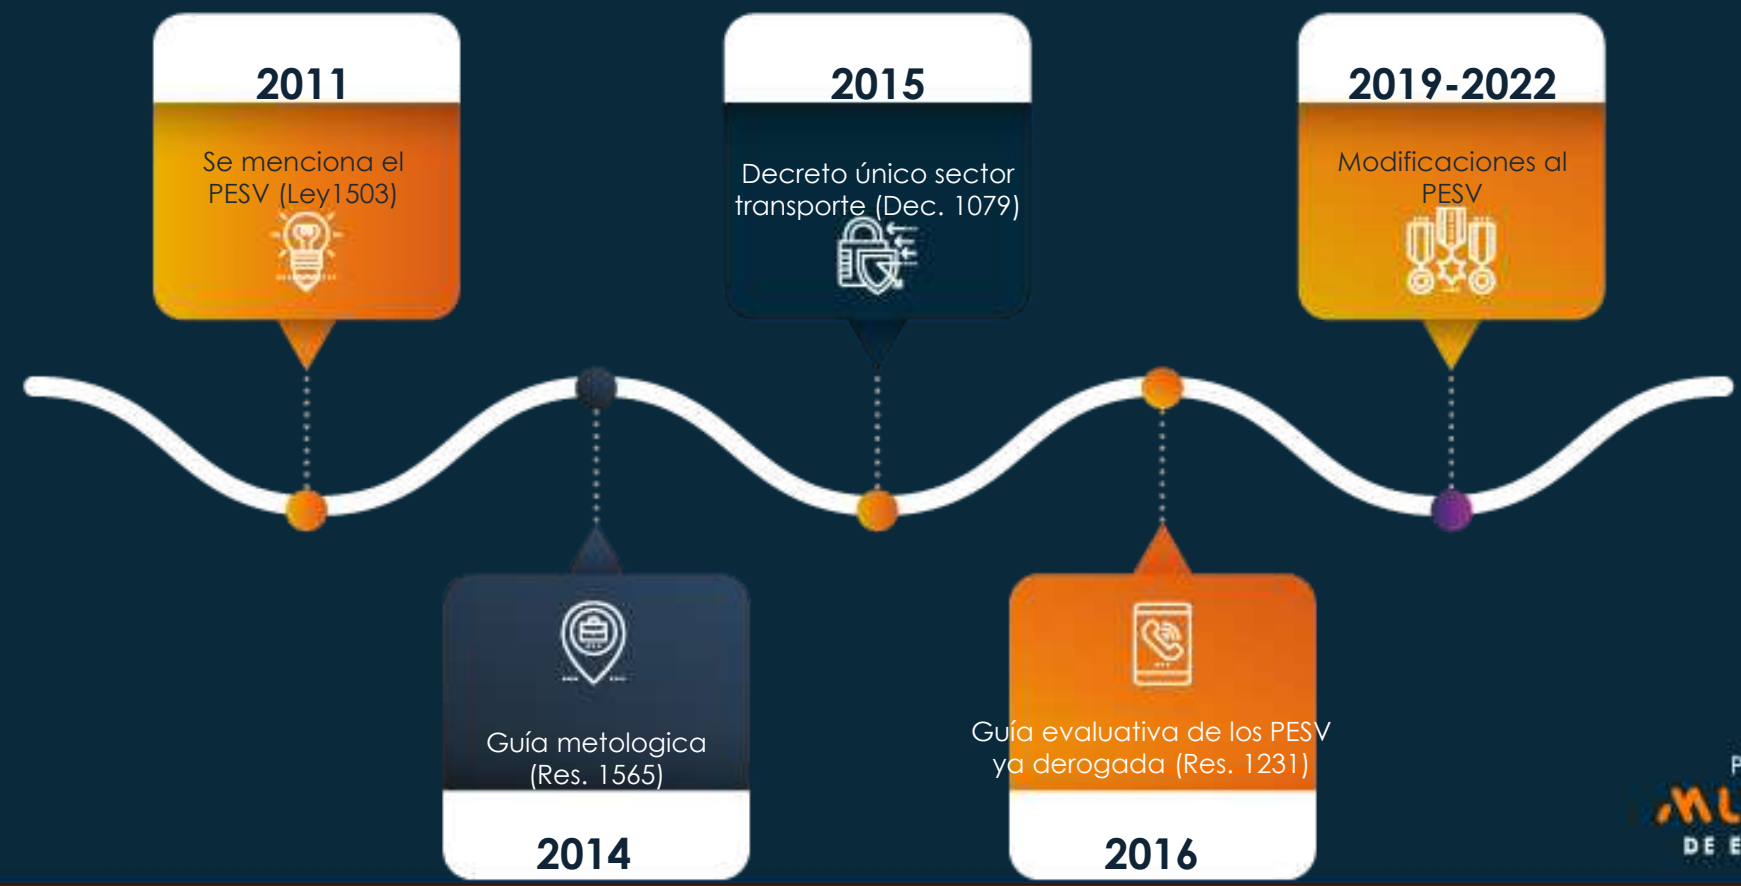 2011
Se menciona el
PESV (Ley1503)
2014
Guía metologica
(Res. 1565)
2015
Decreto único sector
transporte (Dec. 1079)
2016
Guía evaluativa de los PESV
ya derogada (Res. 1231)
2019-2022
Modificaciones al
PESV
DE E